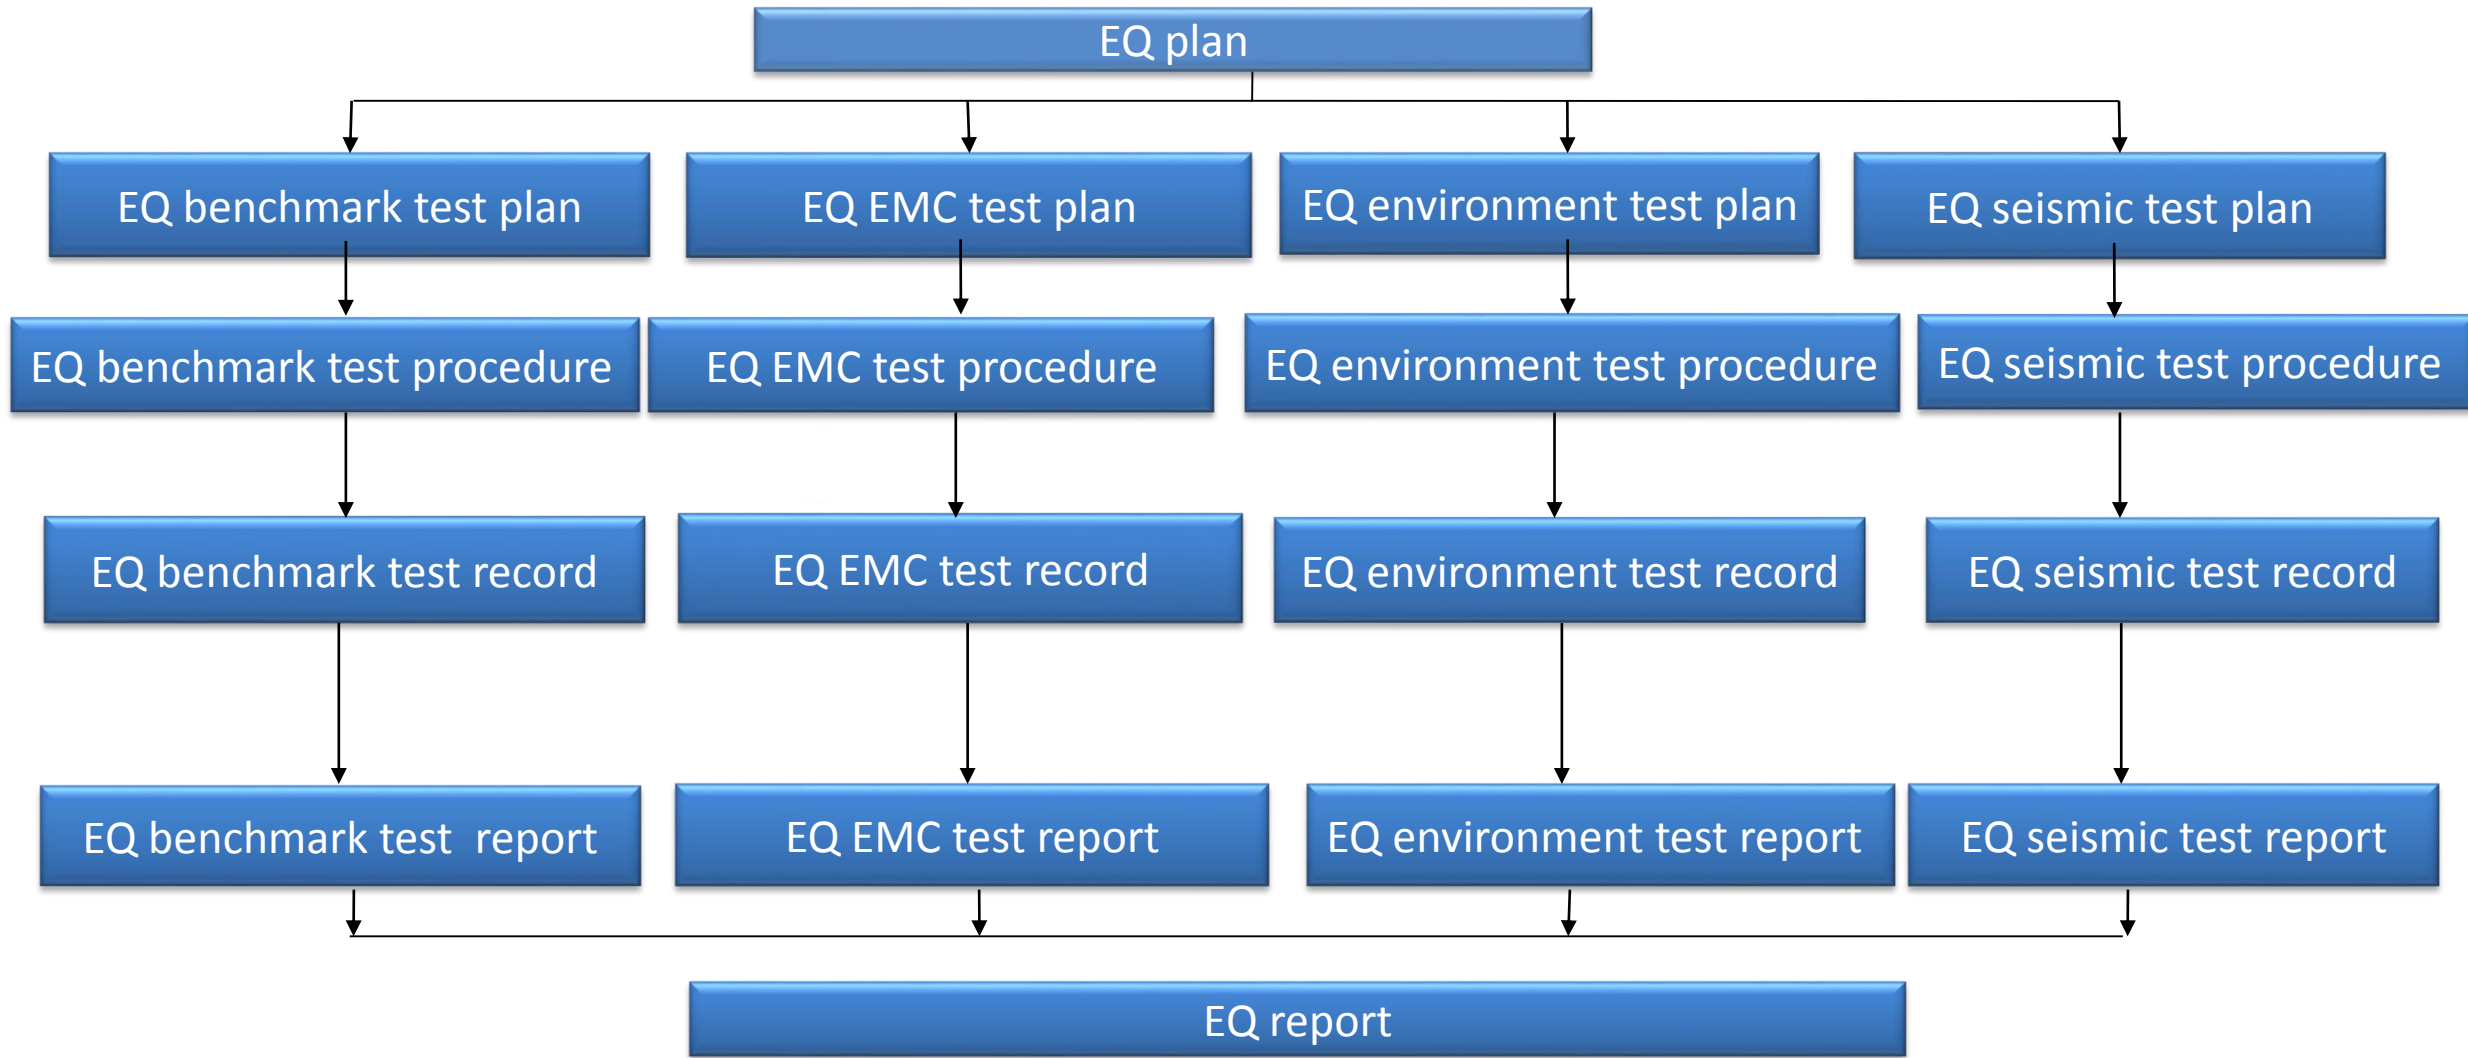 EQ plan
EQ benchmark test plan
EQ EMC test plan
EQ environment test plan
EQ seismic test plan
EQ benchmark test procedure
EQ EMC test procedure
EQ environment test procedure
EQ seismic test procedure
EQ benchmark test record
EQ EMC test record
EQ environment test record
EQ seismic test record
EQ benchmark test  report
EQ EMC test report
EQ environment test report
EQ seismic test report
EQ report